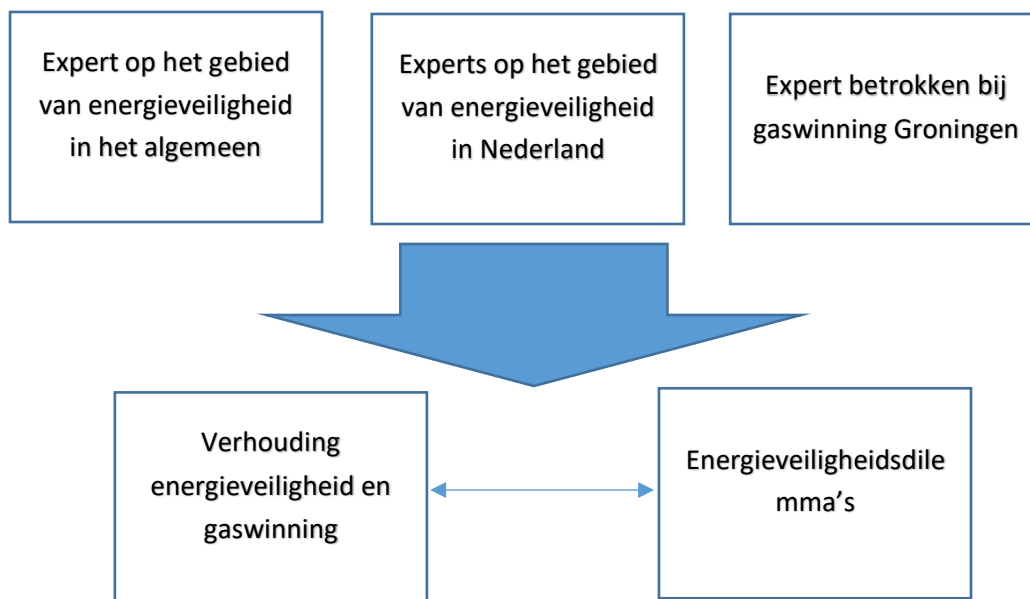 Expert op het gebied
van energieveiligheid
in het algemeen
Experts op het gebied
van energieveiligheid
in Nederland
Expert betrokken bij
gaswinning Groningen
Verhouding
energieveiligheid en
gaswinning
Energieveiligheidsdile
mma’s